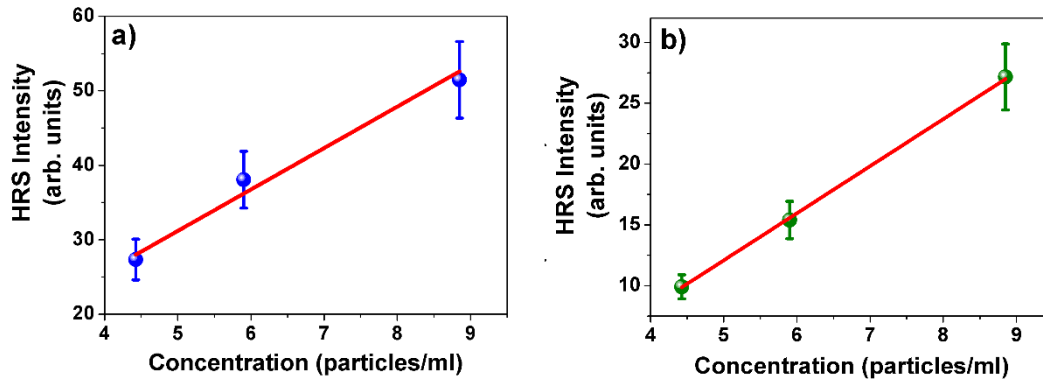 a)
HRS Intensity
(arb. units)
60
50
40
30
20
4 5 6 7 8 9
Concentration (particles/ml)
b)
HRS Intensity
(arb. units)
30
25
20
15
10
4 5 6 7 8 9
Concentration (particles/ml)